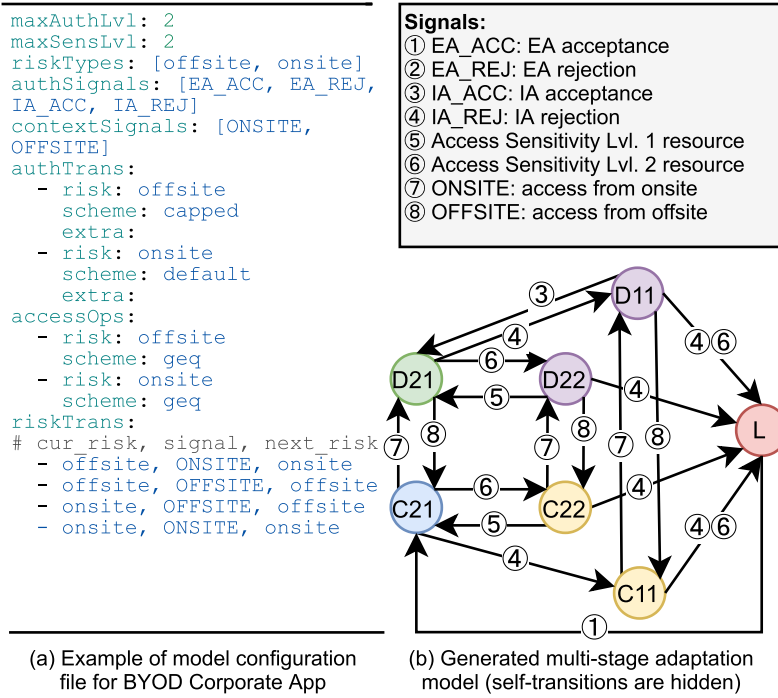 maxAuthLvl: 2
maxSensLvl: 2
riskTypes: [offsite, onsite]
authSignals: [EA_ACC, EA_REJ,
IA_ACC, IA_REJ]
contextSignals: [ONSITE,
OFFSITE]
authTrans:
- risk: offsite
scheme: capped
extra:
- risk: onsite
scheme: default
extra:
accessOps:
- risk: offsite
scheme: geq
- risk: onsite
scheme: geq
riskTrans:
# cur_risk, signal, next_risk
- offsite, ONSITE, onsite
- offsite, OFFSITE, offsite
- onsite, OFFSITE, offsite
- onsite, ONSITE, onsite
(a) Example of model configuration
file for BYOD Corporate App
Signals:
① EA_ACC: EA acceptance
② EA_REJ: EA rejection
③ IA_ACC: IA acceptance
④ IA_REJ: IA rejection
⑤ Access Sensitivity Lvl. 1 resource
⑥ Access Sensitivity Lvl. 2 resource
⑦ ONSITE: access from onsite
⑧ OFFSITE: access from offsite
③ D11
④ ④⑥
⑥
D21 D22 ④
⑤ L
⑦ ⑧ ⑦ ⑧ ⑦ ⑧
⑥ ④
C21 C22
⑤ ④⑥
④
C11
①
(b) Generated multi-stage adaptation
model (self-transitions are hidden)